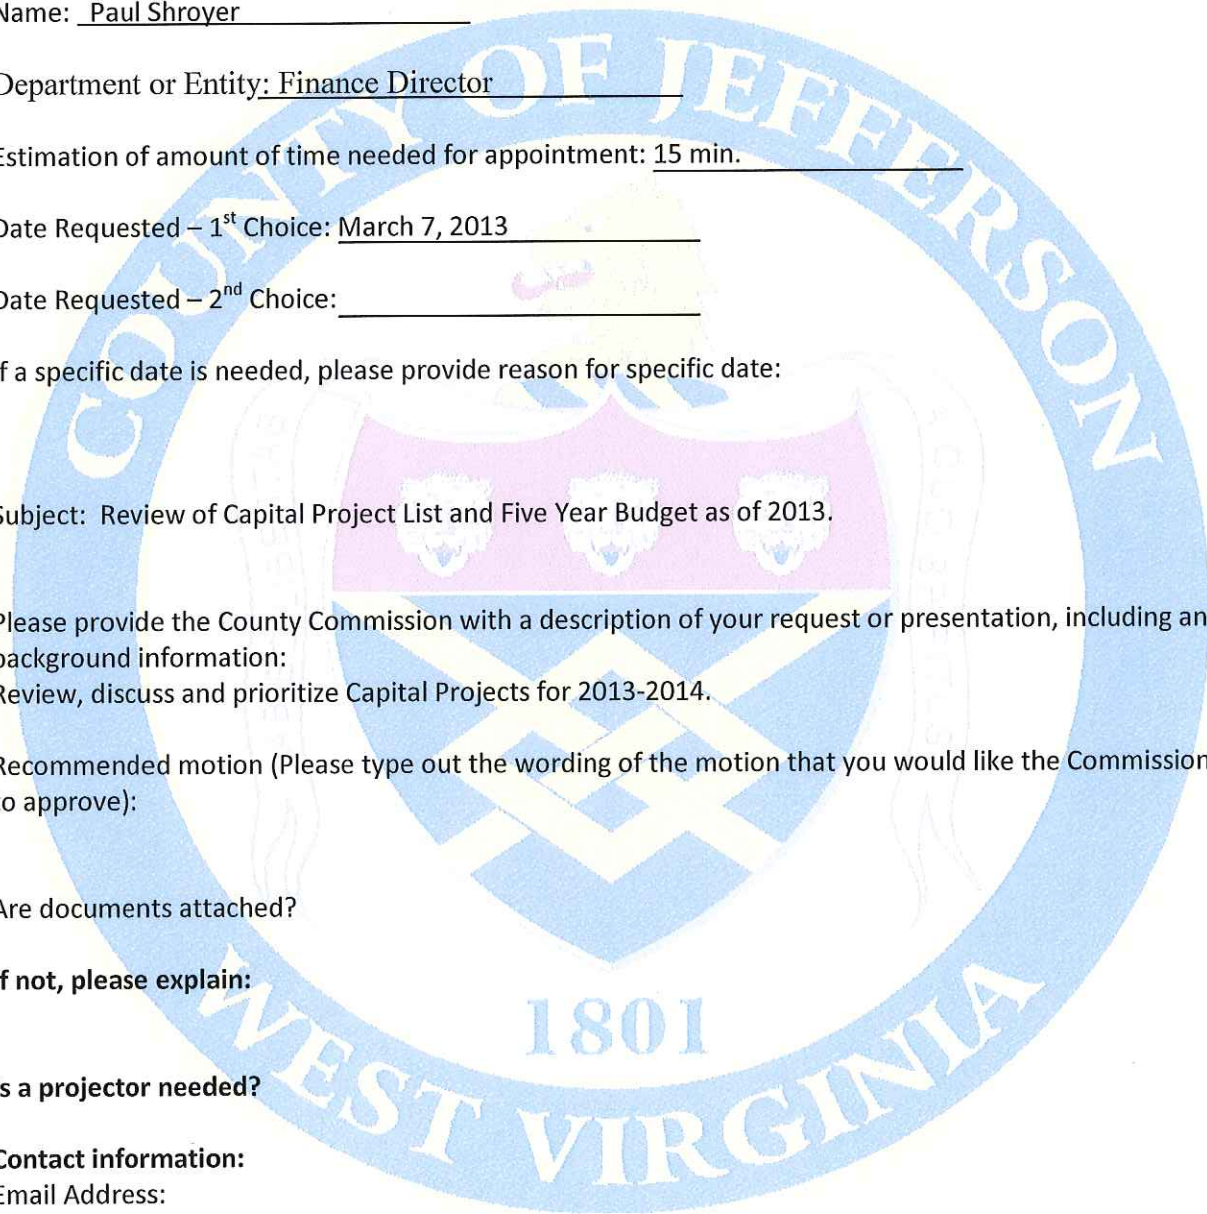 Name: Paul Shroyer
Department or Entity: Finance Director
Estimation of amount of time needed for appointment: 15 min.
Date Requested – 1st Choice: March 7, 2013
Date Requested – 2nd Choice:
If a specific date is needed, please provide reason for specific date:
Subject: Review of Capital Project List and Five Year Budget as of 2013.
Please provide the County Commission with a description of your request or presentation, including an
background information:
Review, discuss and prioritize Capital Projects for 2013-2014.
Recommended motion (Please type out the wording of the motion that you would like the Commission
to approve):
Are documents attached?
If not, please explain:
Is a projector needed?
Contact information:
Email Address:
COUNTY OF JEFFERSON
1801
WEST VIRGINIA